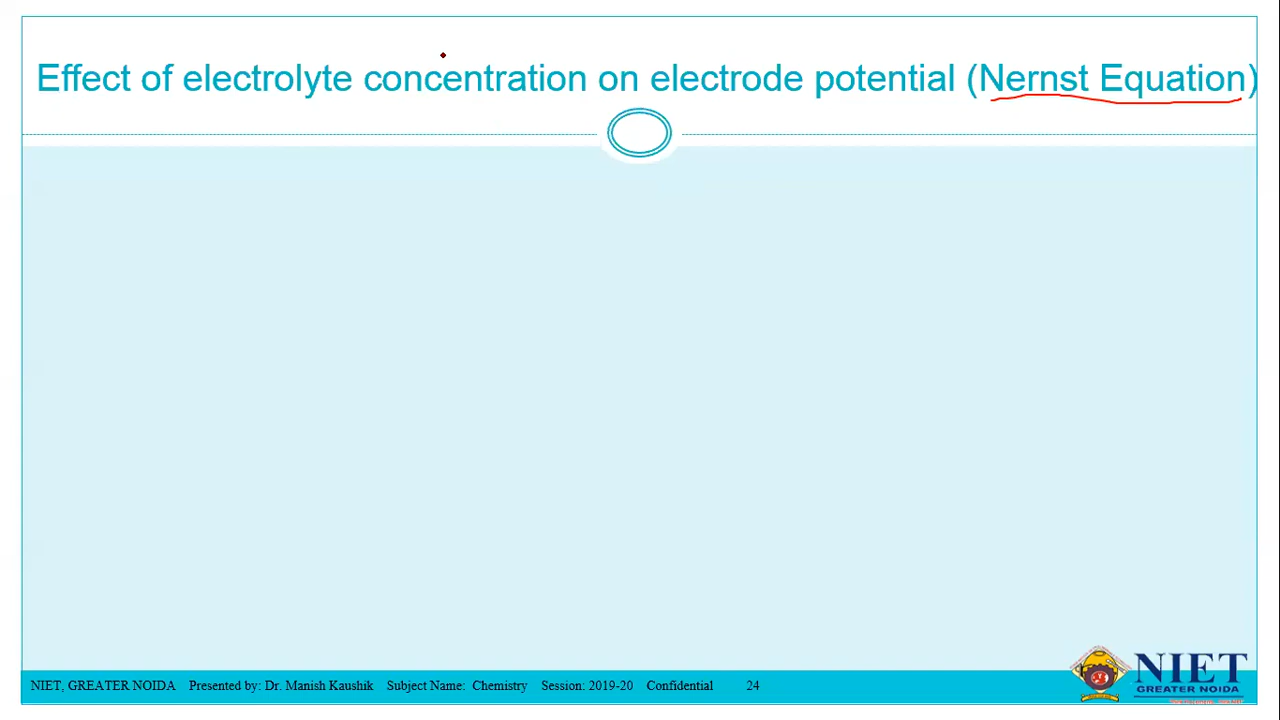 Effect of electrolyte concentration on electrode potential (Nernst Equation)
NIET, GREATER NOIDA Presented by: Dr. Manish Kaushik Subject Name: Chemistry Session: 2019-20 Confidential 24
NIET
GREATER NOIDA